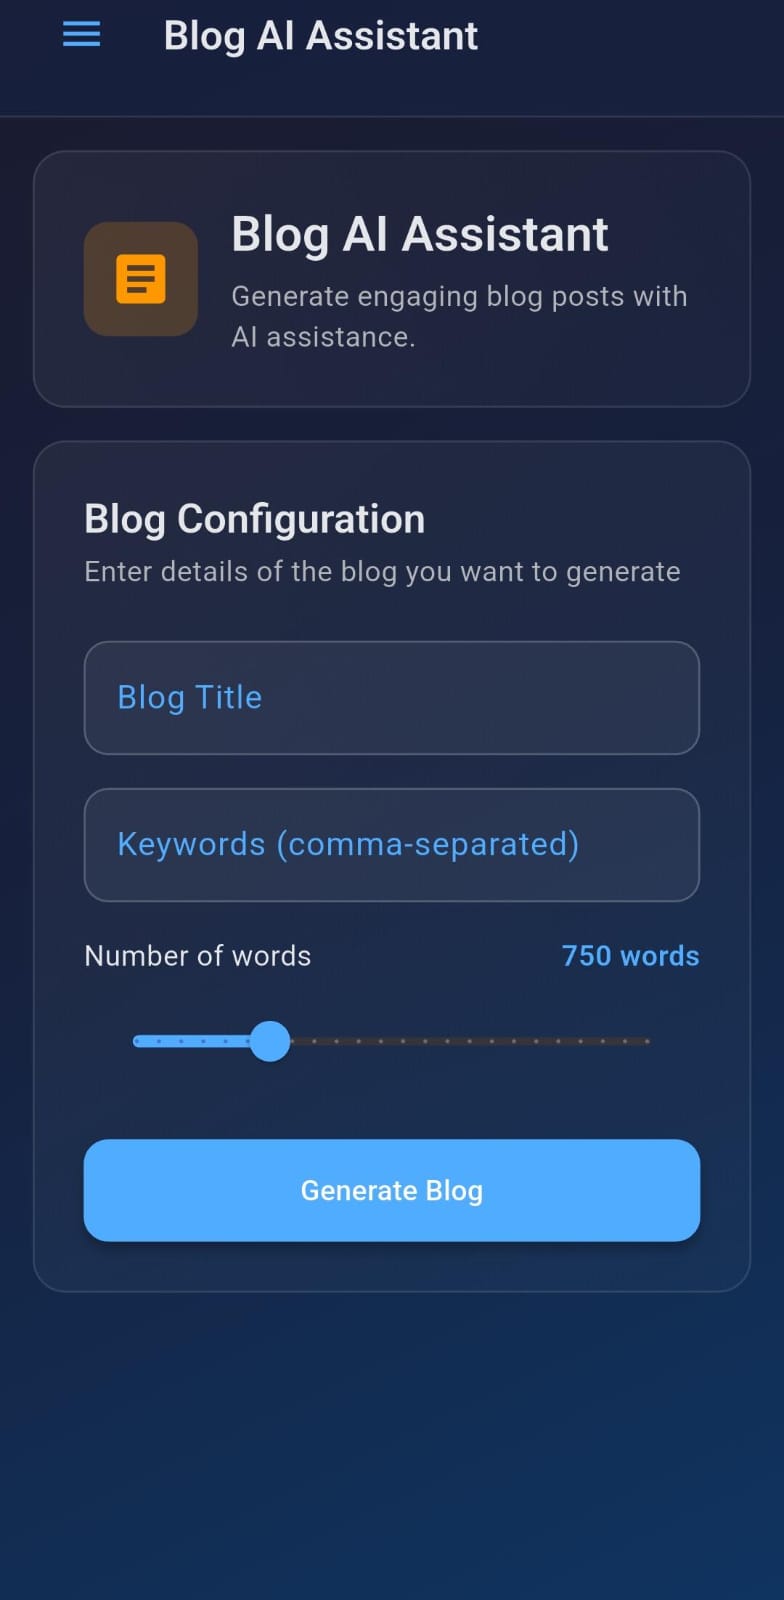 Blog AI Assistant
Blog AI Assistant
Generate engaging blog posts with
AI assistance.
Blog Configuration
Enter details of the blog you want to generate
Blog Title
Keywords (comma-separated)
Number of words
750 words
Generate Blog